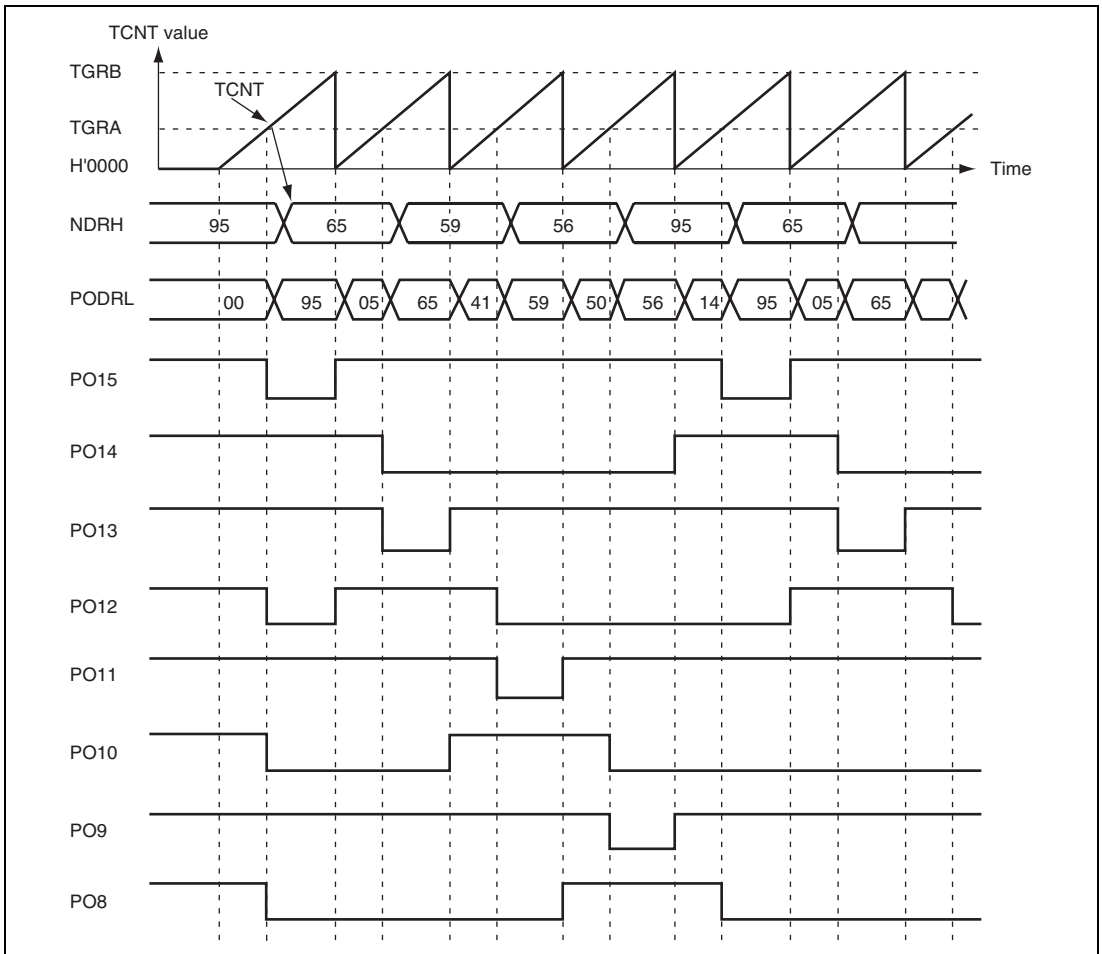 TCNT value
TGRB
TCNT
TGRA
H'0000
Time
NDRH 95 65 59 56 95 65
PODRL 00 95 05 65 41 59 50 56 14 95 05 65
PO15
PO14
PO13
PO12
PO11
PO10
PO9
PO8